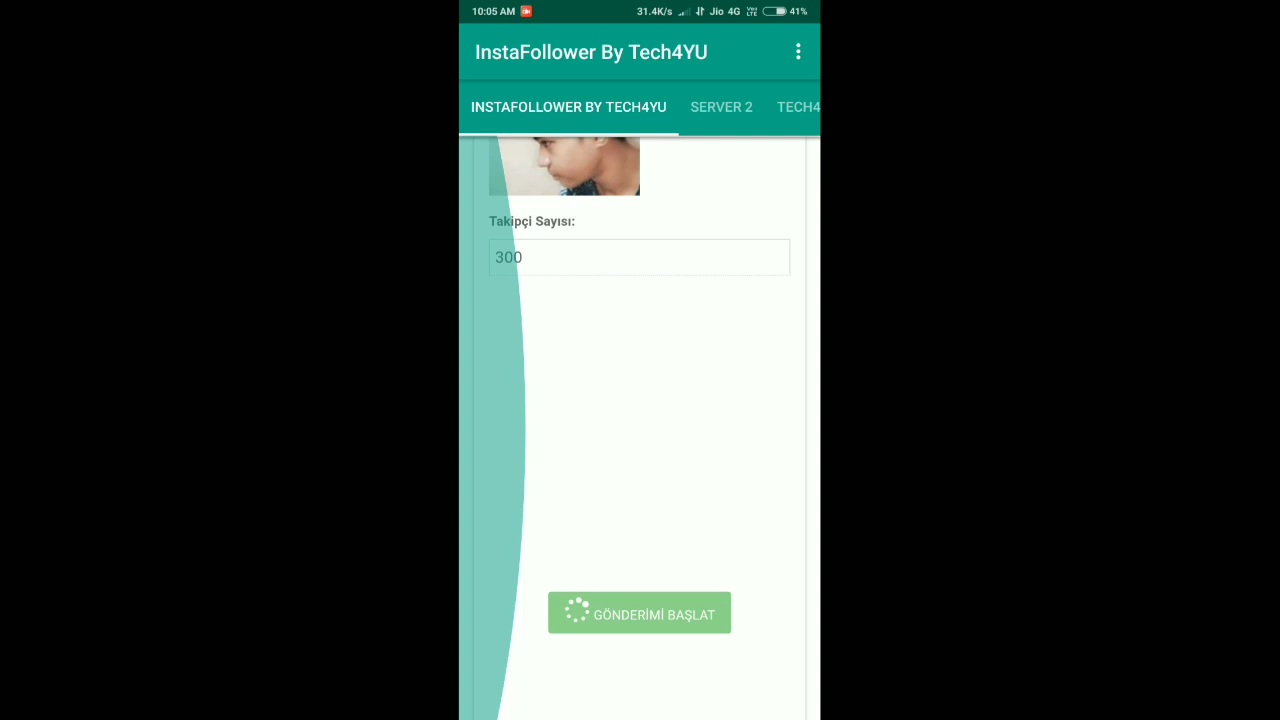 10:05 AM 31.4K/s Jio 4G VoLTE 41%
InstaFollower By Tech4YU
INSTAFOLLOWER BY TECH4YU SERVER 2 TECH4
Takipçi Sayısı:
300
GÖNDERİMİ BAŞLAT